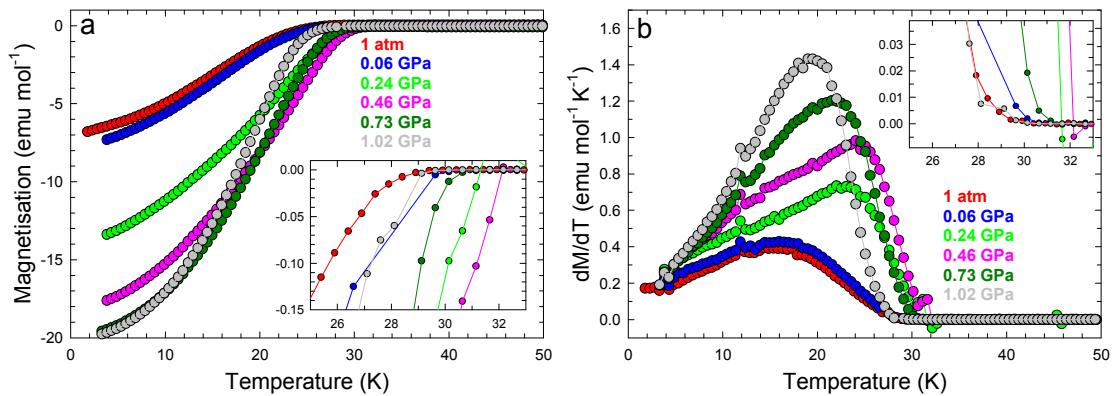 a
Magnetisation (emu mol⁻¹)
0
-5
-10
-15
-20
1 atm
0.06 GPa
0.24 GPa
0.46 GPa
0.73 GPa
1.02 GPa
0.00
-0.05
-0.10
-0.15
26 28 30 32
0 10 20 30 40 50
Temperature (K)
b
dM/dT (emu mol⁻¹ K⁻¹)
1.6
1.4
1.2
1.0
0.8
0.6
0.4
0.2
0.0
0.03
0.02
0.01
0.00
26 28 30 32
1 atm
0.06 GPa
0.24 GPa
0.46 GPa
0.73 GPa
1.02 GPa
0 10 20 30 40 50
Temperature (K)